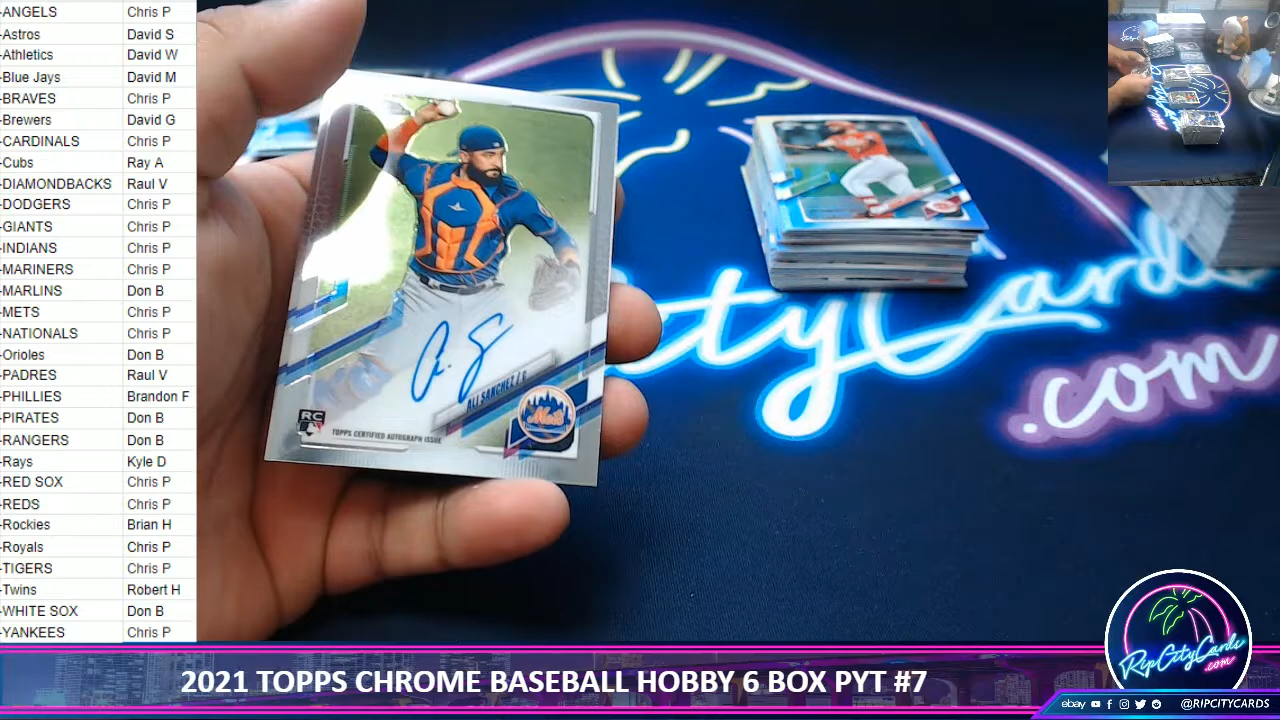 -ANGELS Chris P
-Astros David S
-Athletics David W
-Blue Jays David M
-BRAVES Chris P
-Brewers David G
-CARDINALS Chris P
-Cubs Ray A
-DIAMONDBACKS Raul V
-DODGERS Chris P
-GIANTS Chris P
-INDIANS Chris P
-MARINERS Chris P
-MARLINS Don B
-METS Chris P
-NATIONALS Chris P
-Orioles Don B
-PADRES Raul V
-PHILLIES Brandon F
-PIRATES Don B
-RANGERS Don B
-Rays Kyle D
-RED SOX Chris P
-REDS Chris P
-Rockies Brian H
-Royals Chris P
-TIGERS Chris P
-Twins Robert H
-WHITE SOX Don B
-YANKEES Chris P
ALI SANCHEZ / C
Mets
RC
TOPPS CERTIFIED AUTOGRAPH ISSUE
.com
RipCityCards
.com
2021 TOPPS CHROME BASEBALL HOBBY 6 BOX PYT #7
ebay @RIPCITYCARDS